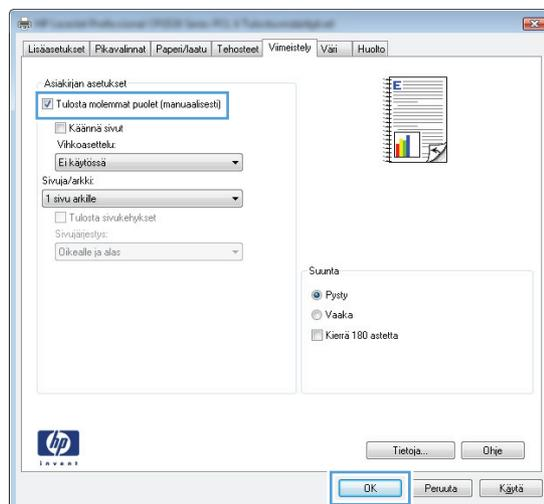 Lisäasetukset Pikavalinnat Paperi/laatu Tehosteet Viimeistely Väri Huolto
Asiakirjan asetukset
Tulosta molemmat puolet (manuaalisesti)
Käännä sivut
Vihkoasettelu:
Ei käytössä
Sivuja/arkki:
1 sivu arkille
Tulosta sivukehykset
Sivujärjestys:
Oikealle ja alas
E
Suunta
Pysty
Vaaka
Kierrä 180 astetta
hp
invent
Tietoja... Ohje
OK Peruuta Käytä